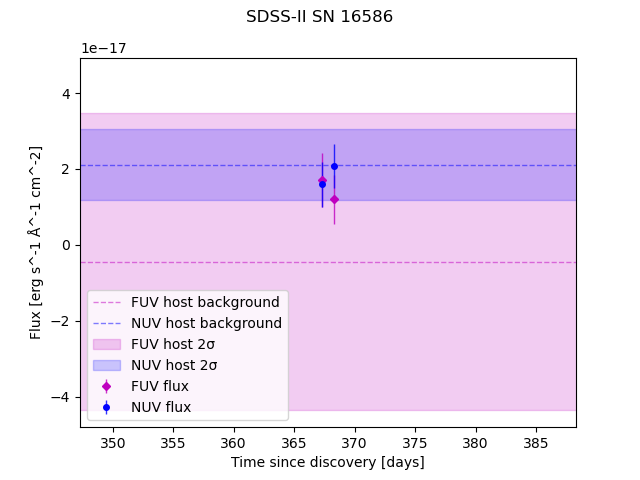 SDSS-II SN 16586
1e−17
4
2
0
−2
−4
Flux [erg s^-1 Å^-1 cm^-2]
FUV host background
NUV host background
FUV host 2σ
NUV host 2σ
FUV flux
NUV flux
350 355 360 365 370 375 380 385
Time since discovery [days]